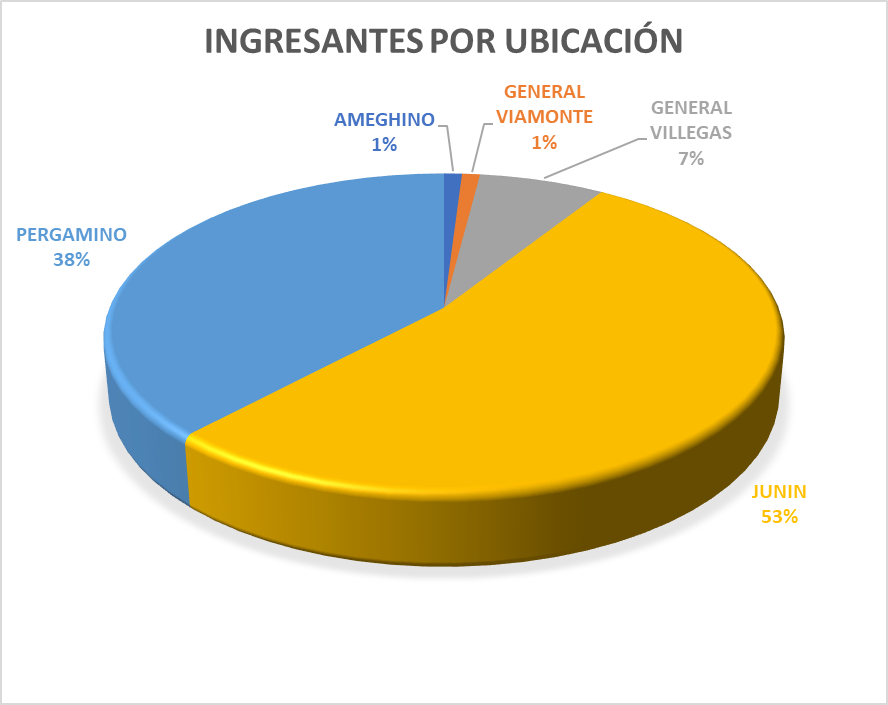 INGRESANTES POR UBICACIÓN
AMEGHINO
1%
GENERAL
VIAMONTE
1%
GENERAL
VILLEGAS
7%
PERGAMINO
38%
JUNIN
53%